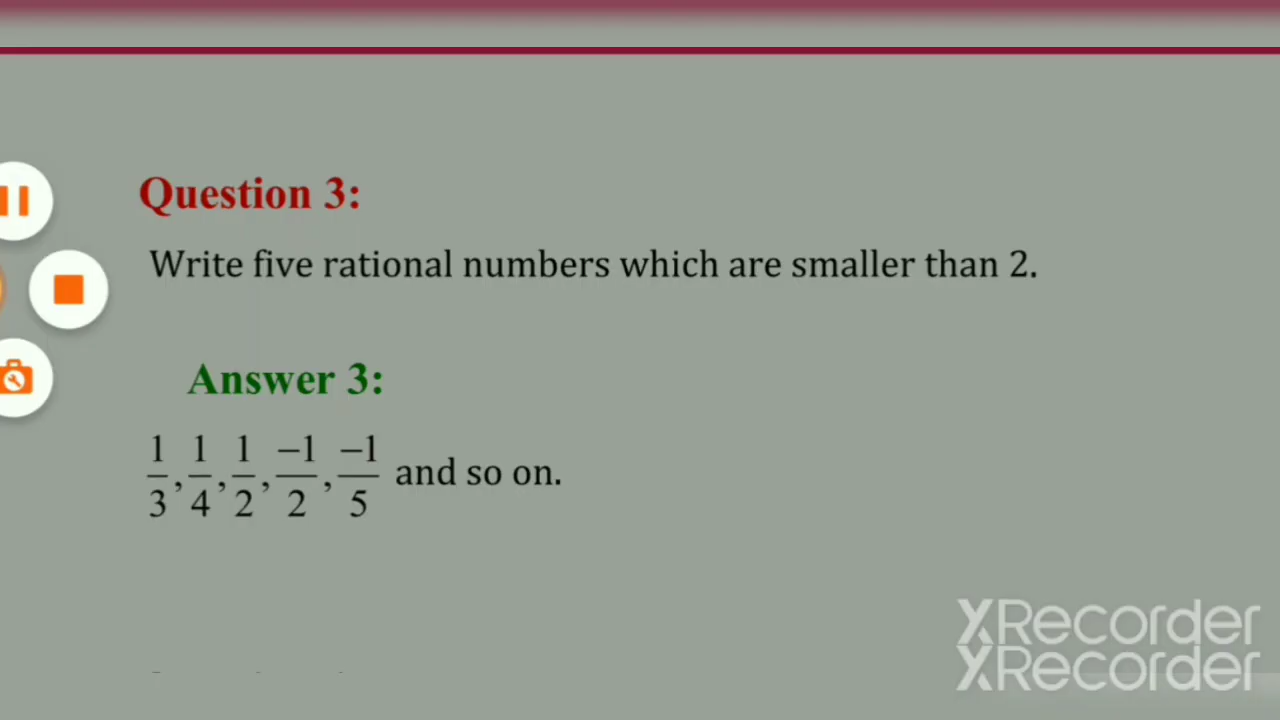 Question 3:
Write five rational numbers which are smaller than 2.
Answer 3:
1/3, 1/4, 1/2, −1/2, −1/5 and so on.
XRecorder
XRecorder